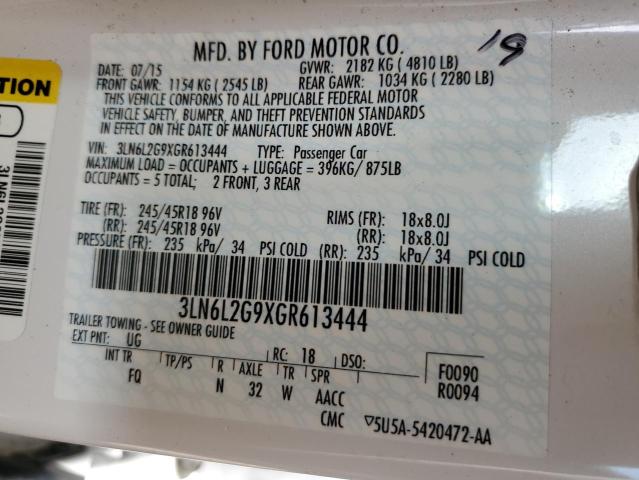 MFD. BY FORD MOTOR CO.
19
DATE: 07/15
GVWR: 2182 KG ( 4810 LB)
FRONT GAWR: 1154 KG ( 2545 LB)
REAR GAWR: 1034 KG ( 2280 LB)
THIS VEHICLE CONFORMS TO ALL APPLICABLE FEDERAL MOTOR
VEHICLE SAFETY, BUMPER, AND THEFT PREVENTION STANDARDS
IN EFFECT ON THE DATE OF MANUFACTURE SHOWN ABOVE.
VIN: 3LN6L2G9XGR613444 TYPE: Passenger Car
MAXIMUM LOAD = OCCUPANTS + LUGGAGE = 396KG/ 875LB
OCCUPANTS: 5 TOTAL; 2 FRONT, 3 REAR
TIRE (FR): 245/45R18 96V RIMS (FR): 18x8.0J
(RR): 245/45R18 96V (RR): 18x8.0J
PRESSURE (FR): 235 kPa/ 34 PSI COLD (RR): 235 kPa/ 34 PSI COLD
3LN6L2G9XGR613444
TRAILER TOWING - SEE OWNER GUIDE
EXT PNT: UG RC: 18 DSO:
INT TR TP/PS R AXLE TR SPR F0090
FQ N 32 W AACC R0094
CMC ▽5U5A-5420472-AA